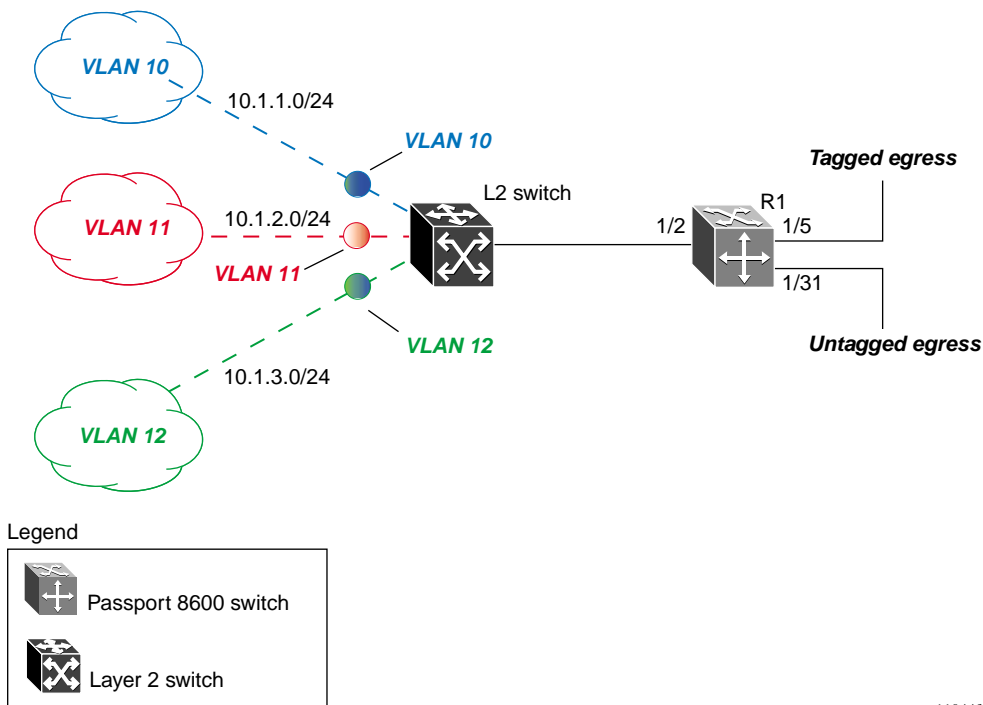 VLAN 10
10.1.1.0/24
VLAN 10
Tagged egress
L2 switch
R1
VLAN 11
10.1.2.0/24
1/2
1/5
VLAN 11
1/31
VLAN 12
Untagged egress
10.1.3.0/24
VLAN 12
Legend
Passport 8600 switch
Layer 2 switch